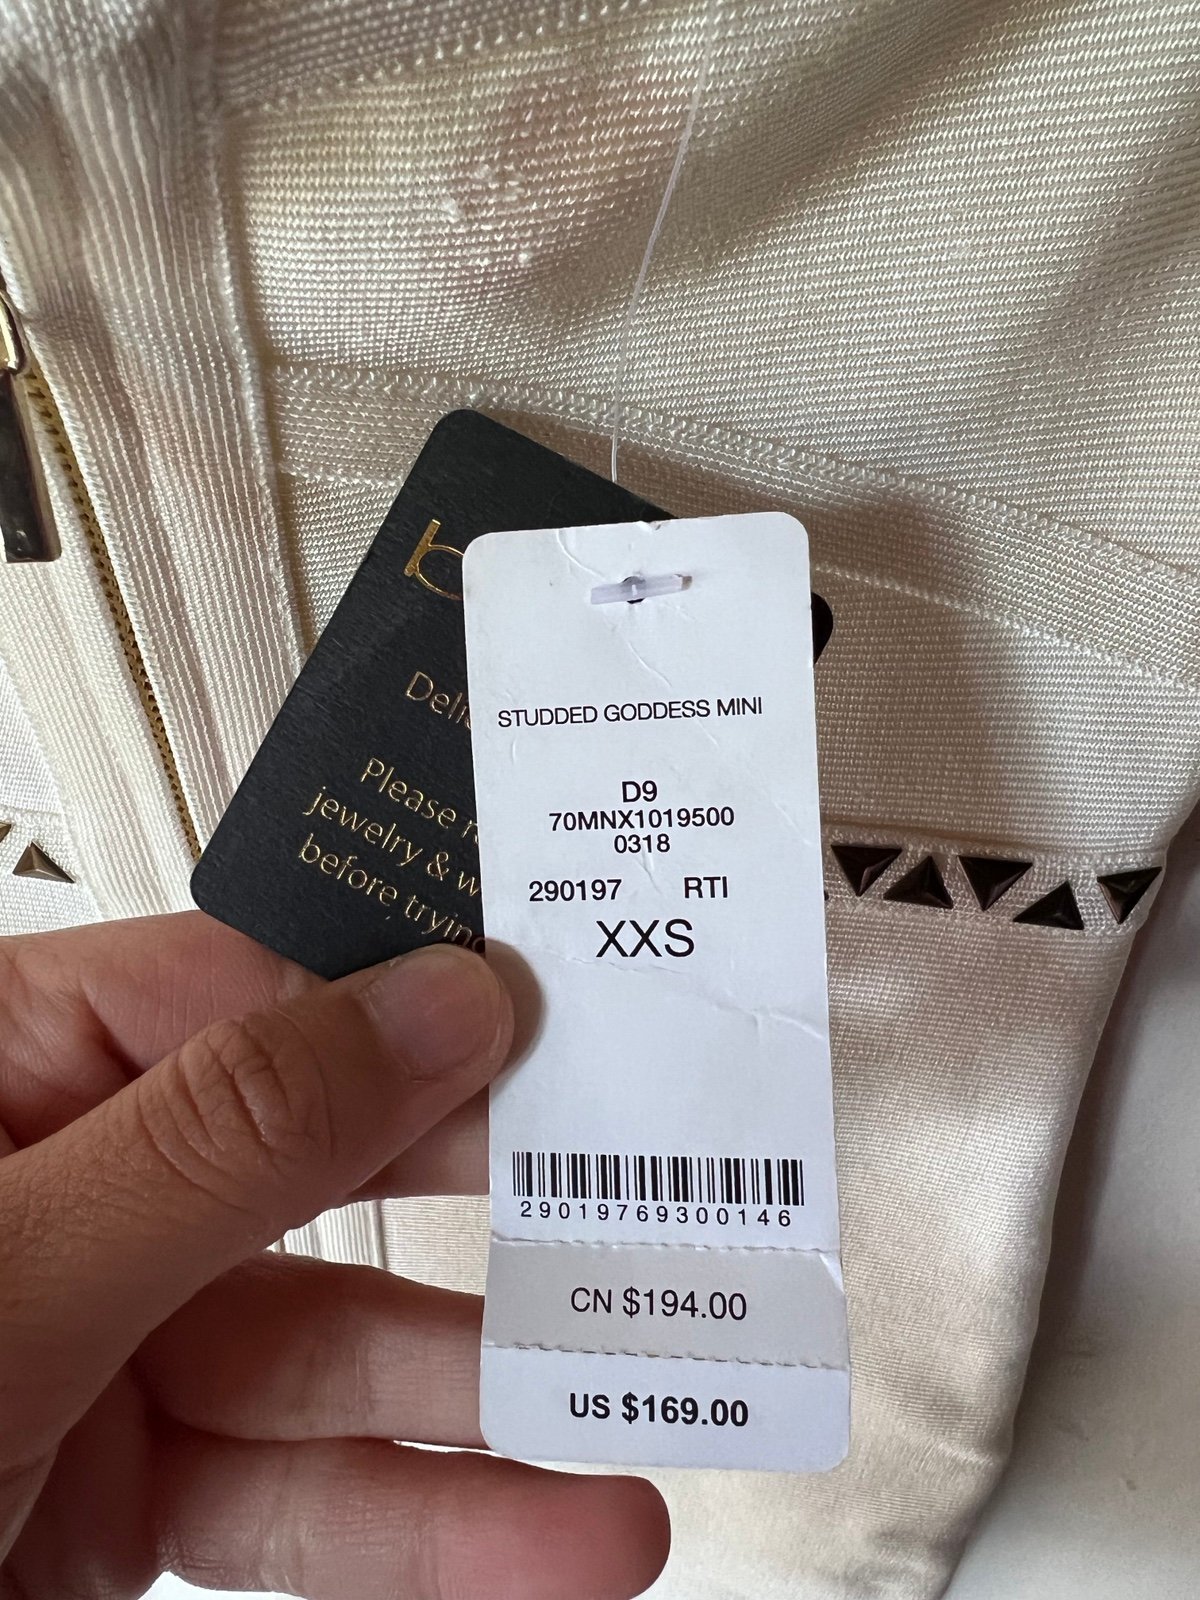 b
Please
jewelry & w
before trying
STUDDED GODDESS MINI
D9
70MNX1019500
0318
290197 RTI
XXS
29019769300146
CN $194.00
US $169.00